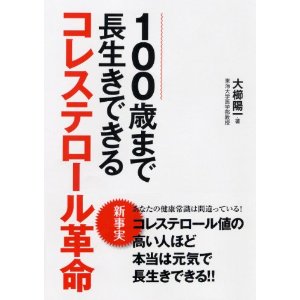 100歳まで
長生きできる
コレステロール革命
大櫛陽一 著
東海大学医学部教授
新事実
あなたの健康常識は間違っている!
コレステロール値の
高い人ほど
本当は元気で
長生きできる!!